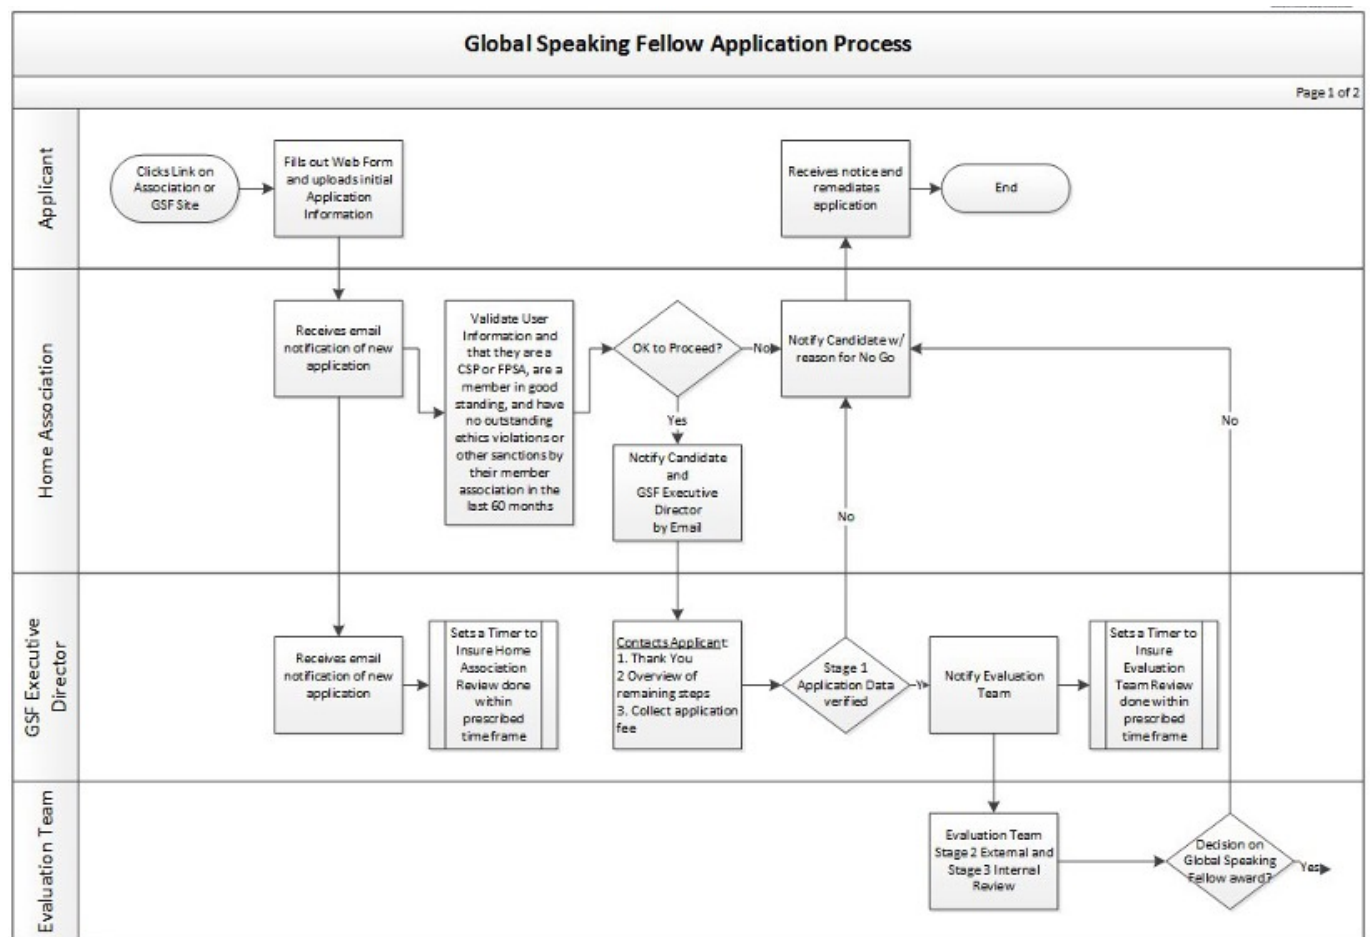 Global Speaking Fellow Application Process
Page 1 of 2
Applicant
Clicks Link on
Association or
GSF Site
Fills out Web Form
and uploads initial
Application
Information
Receives notice and
remediates
application
End
Home Association
Receives email
notification of new
application
Validate User
Information and
that they are a
CSP or FPSA, are a
member in good
standing, and have
no outstanding
ethics violations or
other sanctions by
their member
association in the
last 60 months
OK to Proceed?
No
Notify Candidate w/
reason for No Go
Yes
Notify Candidate
and
GSF Executive
Director
by Email
No
No
GSF Executive
Director
Receives email
notification of new
application
Sets a Timer to
Insure Home
Association
Review done
within
prescribed
timeframe
Contacts Applicant:
1. Thank You
2 Overview of
remaining steps
3. Collect application
fee
Stage 1
Application Data
verified
Y
Notify Evaluation
Team
Sets a Timer to
Insure
Evaluation
Team Review
done within
prescribed
timeframe
Evaluation Team
Evaluation Team
Stage 2 External and
Stage 3 Internal
Review
Decision on
Global Speaking
Fellow award?
Yes